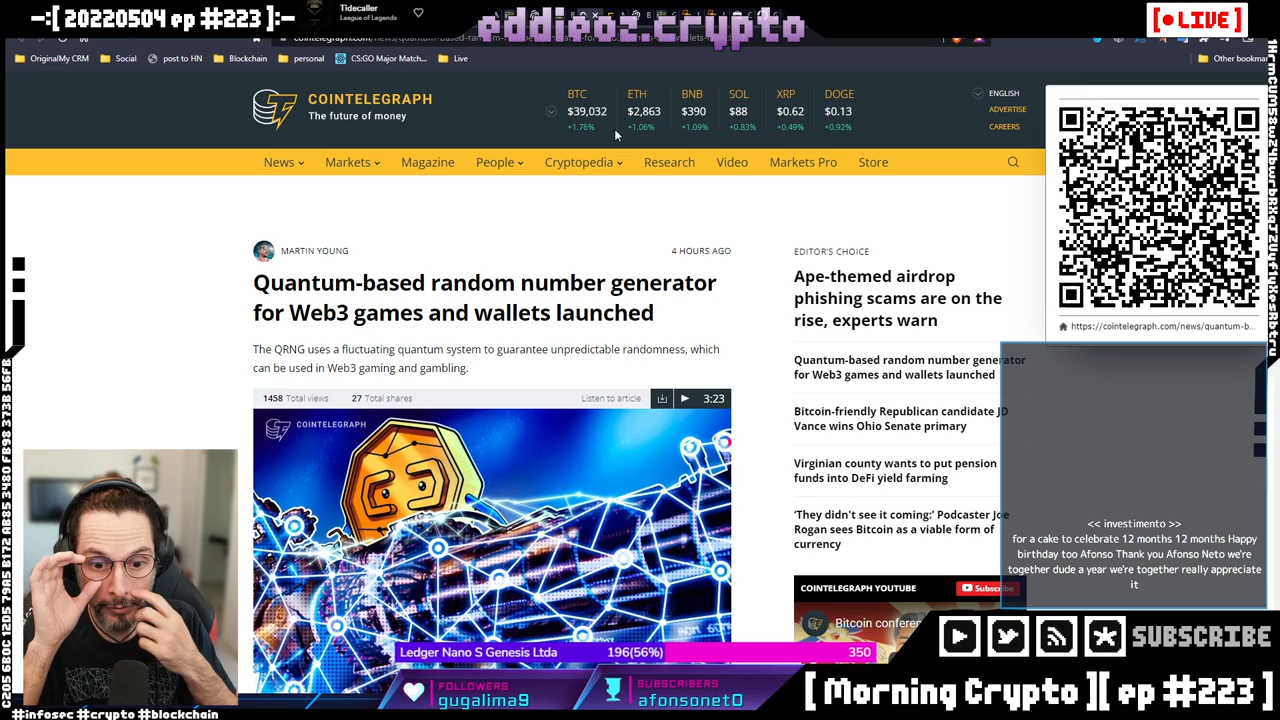 -:[ 20220504 ep #223 ]:-
Tidecaller
League of Legends
eddieoz.crypto
[•LIVE]
OriginalMy CRM
Social
post to HN
Blockchain
personal
CS:GO Major Match...
Live
Other bookmar
COINTELEGRAPH
The future of money
BTC ETH BNB SOL XRP DOGE
$39,032 $2,863 $390 $88 $0.62 $0.13
+1.76% +1.06% +1.09% +0.83% +0.49% +0.92%
ENGLISH
ADVERTISE
CAREERS
News Markets Magazine People Cryptopedia Research Video Markets Pro Store
MARTIN YOUNG
4 HOURS AGO
Quantum-based random number generator
for Web3 games and wallets launched
The QRNG uses a fluctuating quantum system to guarantee unpredictable randomness, which
can be used in Web3 gaming and gambling.
1458 Total views 27 Total shares
Listen to article
3:23
COINTELEGRAPH
EDITOR'S CHOICE
Ape-themed airdrop
phishing scams are on the
rise, experts warn
Quantum-based random number generator
for Web3 games and wallets launched
Bitcoin-friendly Republican candidate JD
Vance wins Ohio Senate primary
Virginian county wants to put pension
funds into DeFi yield farming
‘They didn't see it coming:’ Podcaster Joe
Rogan sees Bitcoin as a viable form of
currency
COINTELEGRAPH YOUTUBE
Subscribe
Bitcoin conferen
https://cointelegraph.com/news/quantum-b...
<< investimento >>
for a cake to celebrate 12 months 12 months Happy
birthday too Afonso Thank you Afonso Neto we're
together dude a year we're together really appreciate
it
Ledger Nano S Genesis Ltda
196(56%)
350
FOLLOWERS
gugalima9
SUBSCRIBERS
afonsonet0
SUBSCRIBE
[ Morning Crypto ][ ep #223 ]
#infosec #crypto #blockchain
C205 6B00 12D5 79A5 B172 AB35 3480 FB98 373B 56FB